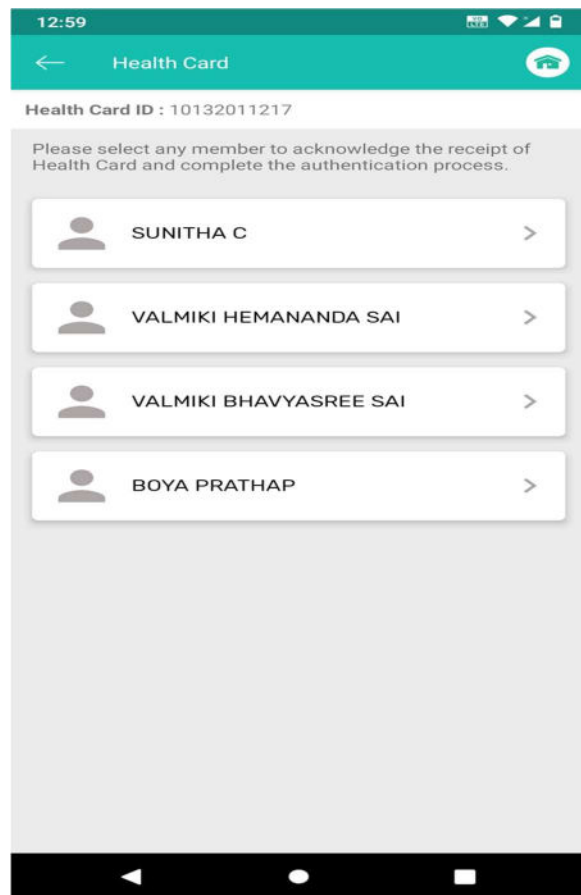 12:59
Health Card
Health Card ID : 10132011217
Please select any member to acknowledge the receipt of
Health Card and complete the authentication process.
SUNITHA C
VALMIKI HEMANANDA SAI
VALMIKI BHAVYASREE SAI
BOYA PRATHAP